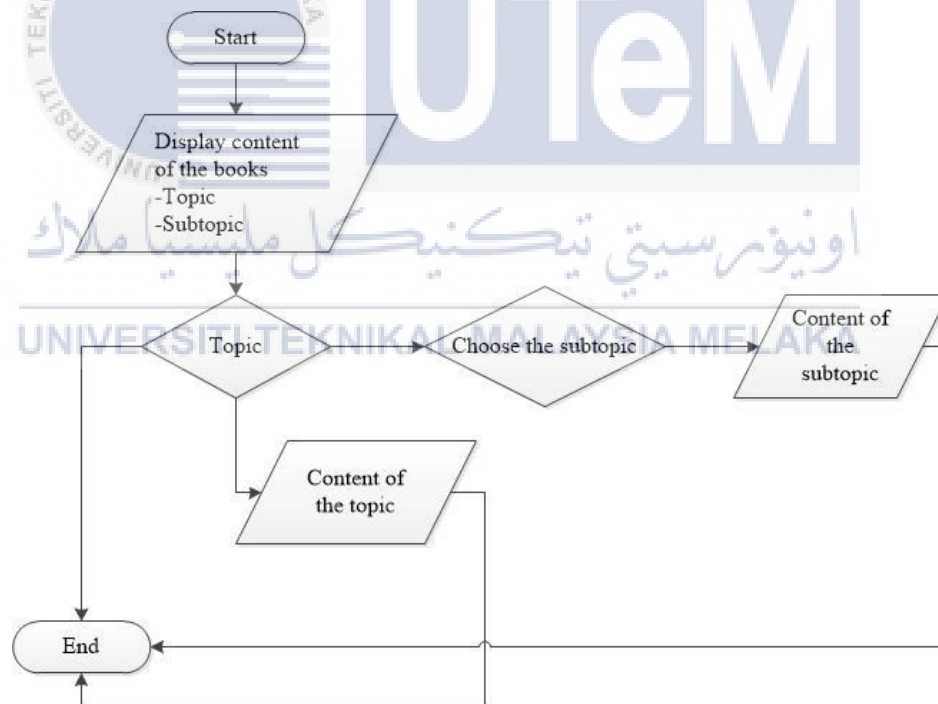 Start
UTeM
Display content
of the books
-Topic
-Subtopic
اونيۏرسيتي تيكنيكل مليسيا ملاك
UNIVERSITI TEKNIKAL MALAYSIA MELAKA
Topic
Choose the subtopic
Content of
the
subtopic
Content of
the topic
End